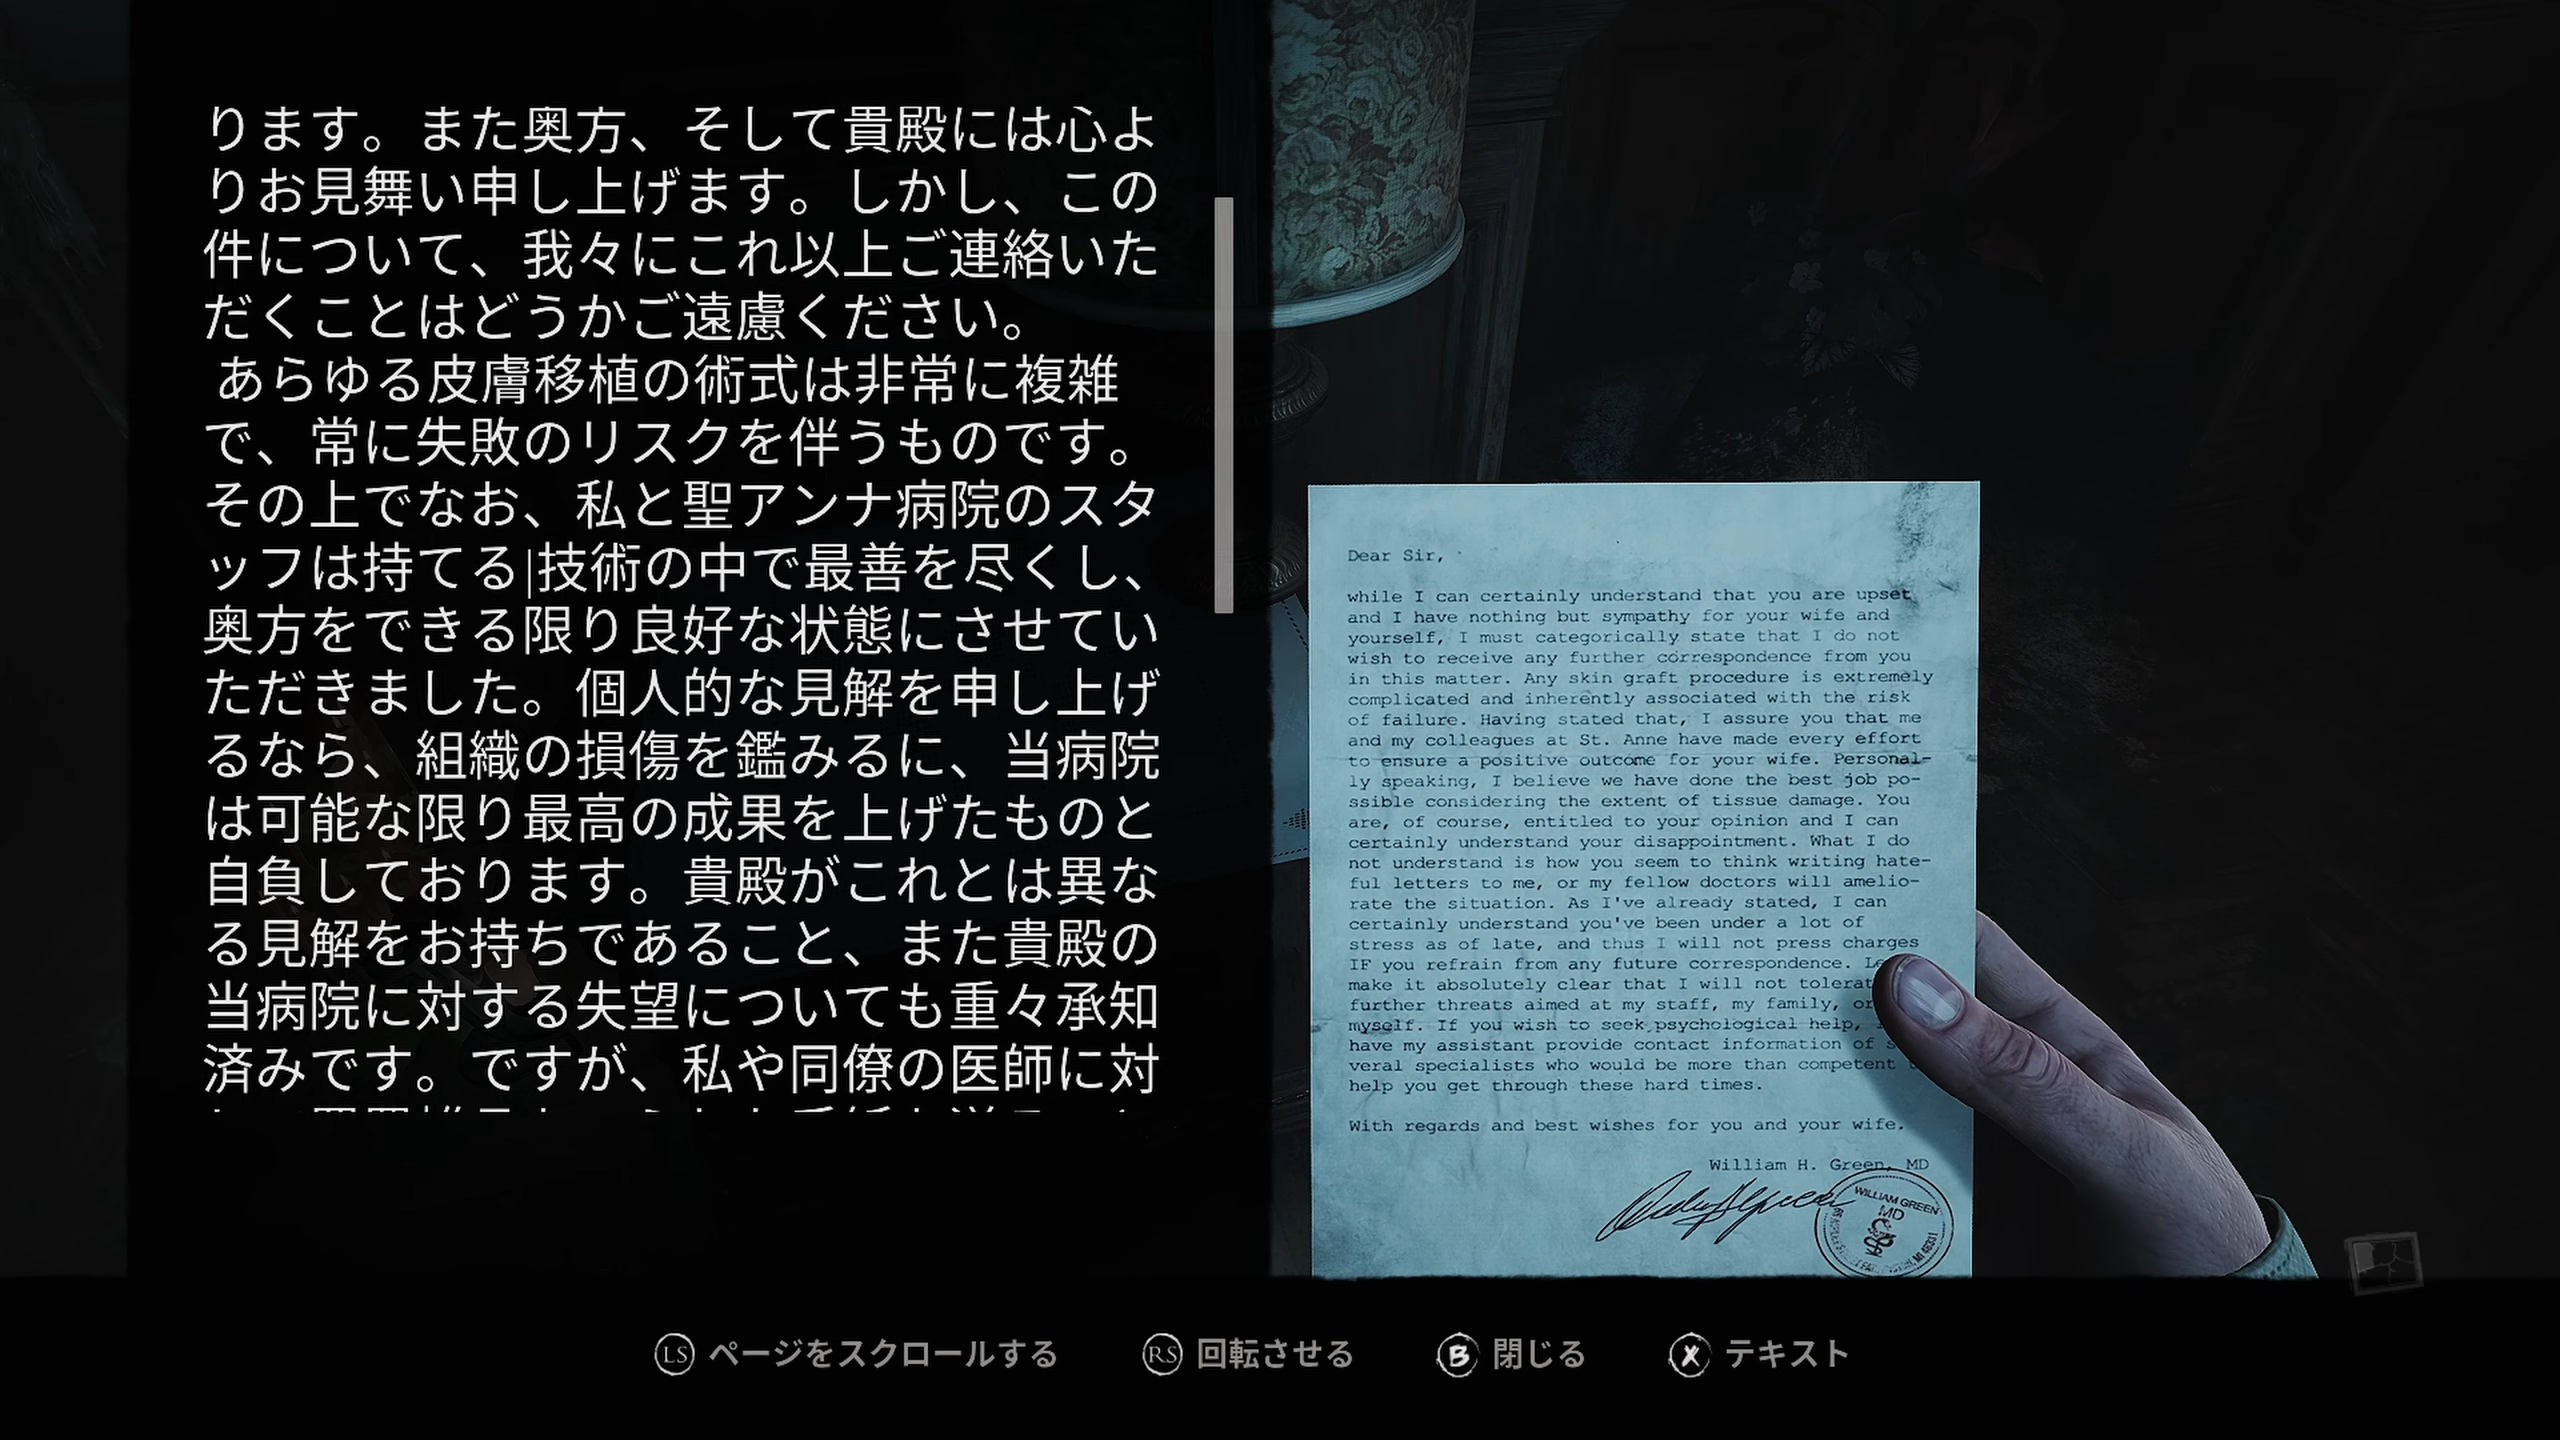 ります。また奥方、そして貴殿には心よ
りお見舞い申し上げます。しかし、この
件について、我々にこれ以上ご連絡いた
だくことはどうかご遠慮ください。
あらゆる皮膚移植の術式は非常に複雑
で、常に失敗のリスクを伴うものです。
その上でなお、私と聖アンナ病院のスタ
ッフは持てる|技術の中で最善を尽くし、
奥方をできる限り良好な状態にさせてい
ただきました。個人的な見解を申し上げ
るなら、組織の損傷を鑑みるに、当病院
は可能な限り最高の成果を上げたものと
自負しております。貴殿がこれとは異な
る見解をお持ちであること、また貴殿の
当病院に対する失望についても重々承知
済みです。ですが、私や同僚の医師に対
Dear Sir,
while I can certainly understand that you are upset
and I have nothing but sympathy for your wife and
yourself, I must categorically state that I do not
wish to receive any further correspondence from you
in this matter. Any skin graft procedure is extremely
complicated and inherently associated with the risk
of failure. Having stated that, I assure you that me
and my colleagues at St. Anne have made every effort
to ensure a positive outcome for your wife. Personal-
ly speaking, I believe we have done the best job po-
ssible considering the extent of tissue damage. You
are, of course, entitled to your opinion and I can
certainly understand your disappointment. What I do
not understand is how you seem to think writing hate-
ful letters to me, or my fellow doctors will amelio-
rate the situation. As I've already stated, I can
certainly understand you've been under a lot of
stress as of late, and thus I will not press charges
IF you refrain from any future correspondence.
make it absolutely clear that I will not
further threats aimed at my staff, my family, or
myself. If you wish to seek psychological help,
have my assistant provide contact information of
veral specialists who would be more than competent
help you get through these hard times.
With regards and best wishes for you and your wife.
William H. Green, MD
WILLIAM GREEN
MD
LS ページをスクロールする RS 回転させる B 閉じる X テキスト